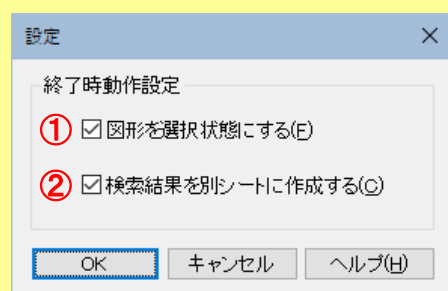 設定
終了時動作設定
① 図形を選択状態にする(F)
② 検索結果を別シートに作成する(C)
OK キャンセル ヘルプ(H)